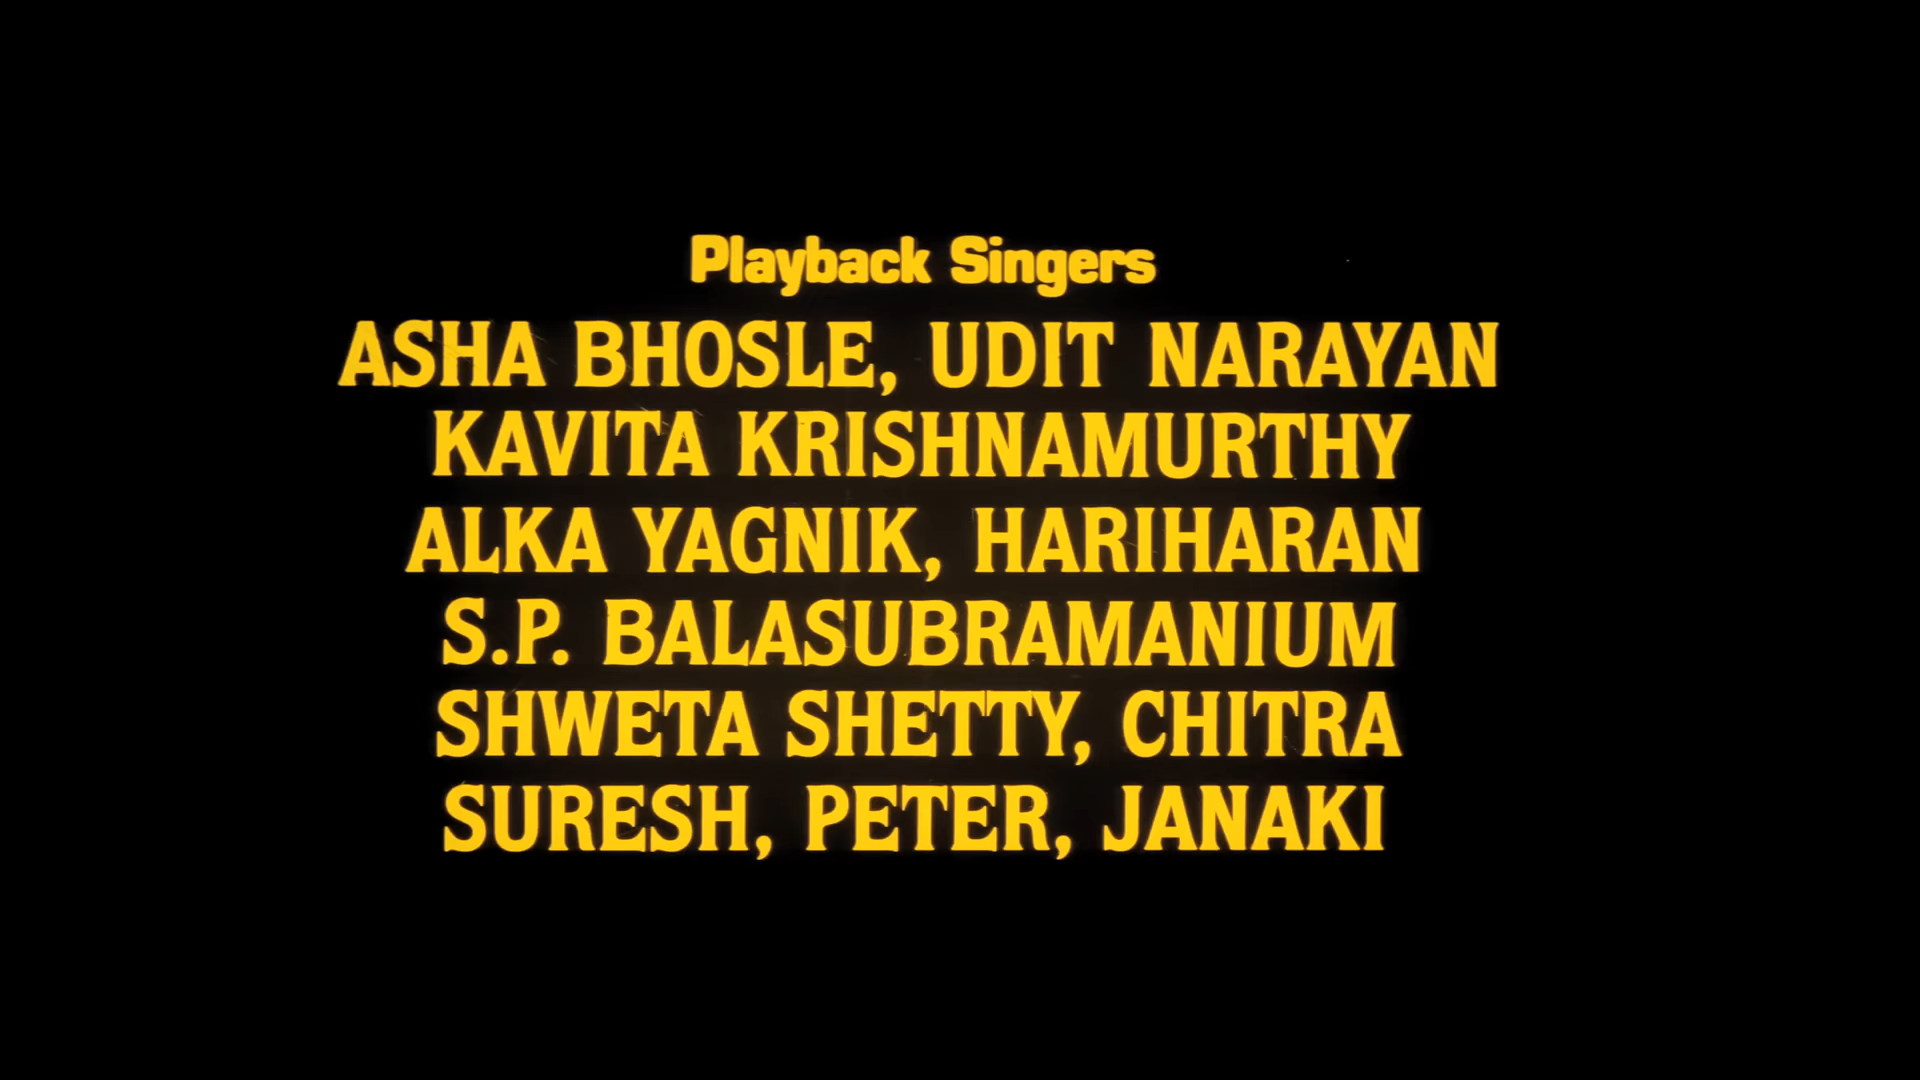 Playback Singers
ASHA BHOSLE, UDIT NARAYAN
KAVITA KRISHNAMURTHY
ALKA YAGNIK, HARIHARAN
S.P. BALASUBRAMANIUM
SHWETA SHETTY, CHITRA
SURESH, PETER, JANAKI